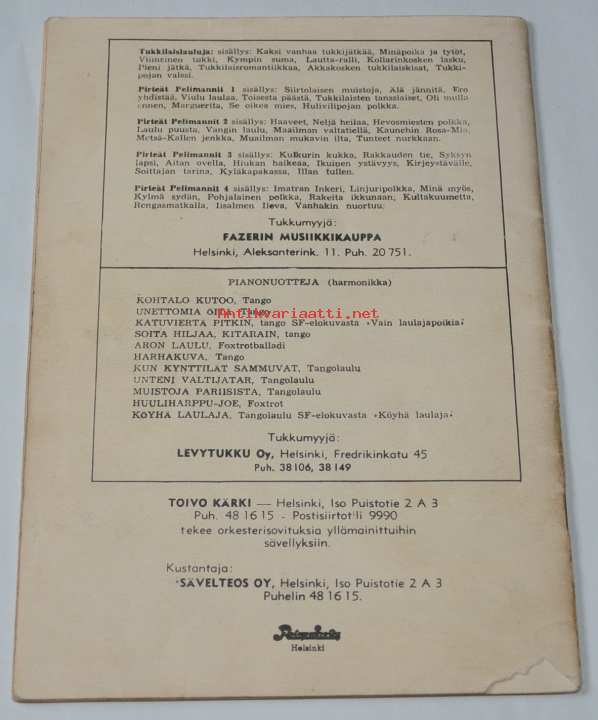 Tukkilaislauluja: sisällys: Kaksi vanhaa tukkijätkää, Minäpoika ja tytöt,
Viimeinen tukki, Kympin suma, Lautta-ralli, Kollarinkosken lasku,
Pieni jätkä, Tukkilaisromantiikkaa, Akkakosken tukkilaiskisat, Tukki-
pojan valssi.
Pirteät Pelimannit 1 sisällys: Siirtolaisen muistoja, Älä jännitä, Ero
yhdistää, Viulu laulaa, Toisesta päästä, Tukkilaisten tanssiaiset, Oli mulla
ennen, Marguerita, Se oikea mies, Hulivilipojan polkka.
Pirteät Pelimannit 2 sisällys: Haaveet, Neljä heilaa, Hevosmiesten polkka,
Laulu puusta, Vangin laulu, Maailman valtatiellä, Kaunehin Rosa-Mia,
Metsä-Kallen jenkka, Maailman mukavin ilta, Tunteet nurkkaan.
Pirteät Pelimannit 3 sisällys: Kulkurin kukka, Rakkauden tie, Syksyn
lapsi, Aitan ovella, Hiukan haikeaa, Ikuinen ystävyys, Kirjeystävälle,
Soittajan tarina, Kyläkapakassa, Illan tullen.
Pirteät Pelimannit 4 sisällys: Imatran Inkeri, Linjuripolkka, Minä myös,
Kylmä sydän, Pohjalainen polkka, Rakeita ikkunaan, Kultakuumetta,
Rengasmatkalla, Iisalmen Ileva, Vanhakin nuortuu.
Tukkumyyjä:
FAZERIN MUSIIKKIKAUPPA
Helsinki, Aleksanterink. 11. Puh. 20 751.
PIANONUOTTEJA (harmonikka)
KOHTALO KUTOO, Tango
UNETTOMIA ÖITÄ, Tango
antikvariaatti.net
KATUVIERTÄ PITKIN, tango SF-elokuvasta »Vain laulajapoikia»
SOITA HILJAA, KITARAIN, tango
ARON LAULU, Foxtrotballadi
HARHAKUVA, Tango
KUN KYNTTILÄT SAMMUVAT, Tangolaulu
UNTENI VALTIJATAR, Tangolaulu
MUISTOJA PARIISISTA, Tangolaulu
HUULIHARPPU-JOE, Foxtrot
KÖYHÄ LAULAJA, Tangolaulu SF-elokuvasta »Köyhä laulaja»
Tukkumyyjä:
LEVYTUKKU Oy, Helsinki, Fredrikinkatu 45
Puh. 38 106, 38 149
TOIVO KÄRKI — Helsinki, Iso Puistotie 2 A 3
Puh. 48 16 15 - Postisiirtotili 9990
tekee orkesterisovituksia yllämainittuihin
sävellyksiin.
Kustantaja:
SÄVELTEOS OY, Helsinki, Iso Puistotie 2 A 3
Puhelin 48 16 15.
Helsinki